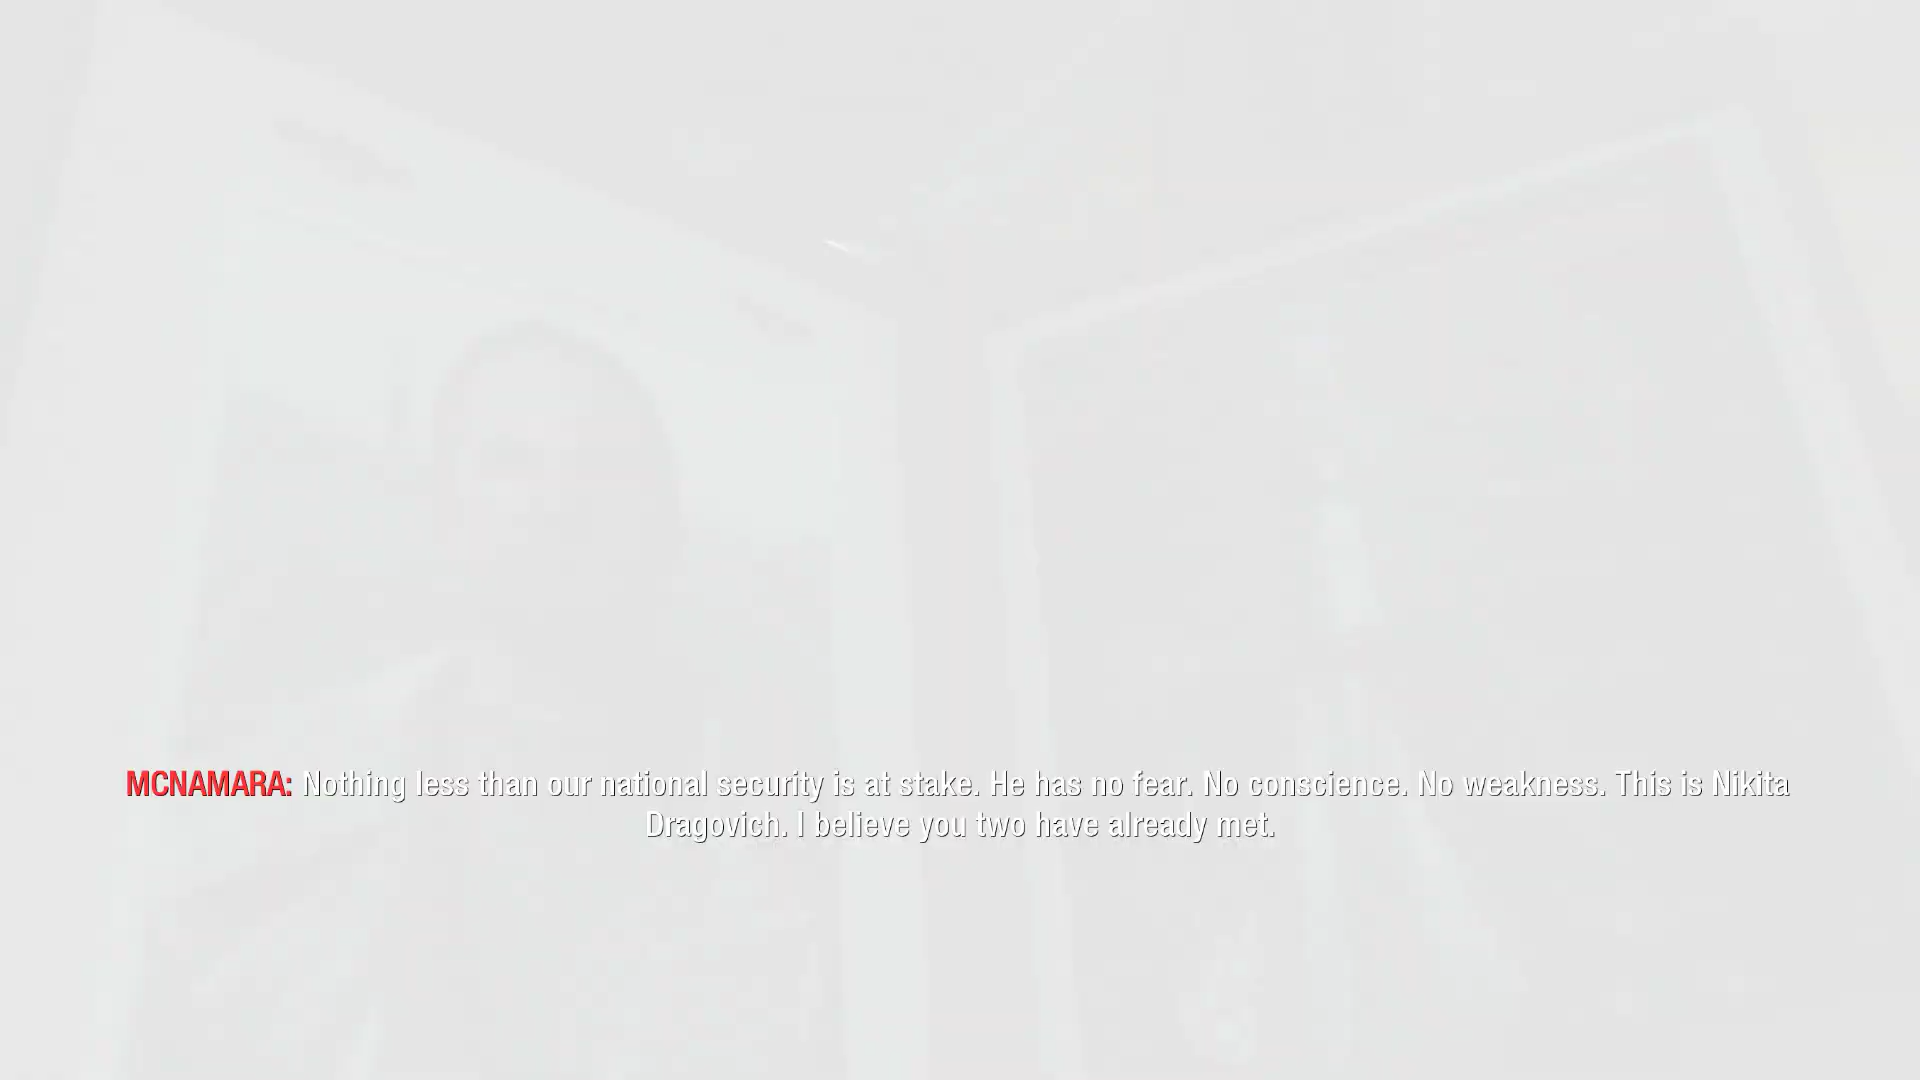 MCNAMARA: Nothing less than our national security is at stake. He has no fear. No conscience. No weakness. This is Nikita
Dragovich. I believe you two have already met.